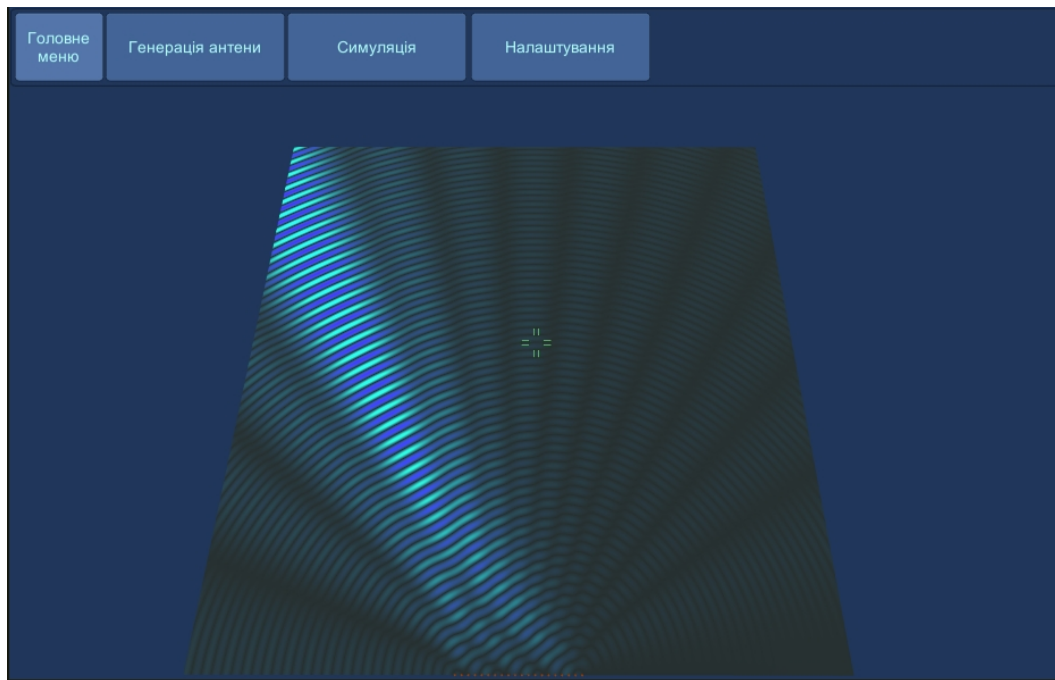 Головне
меню
Генерація антени
Симуляція
Налаштування